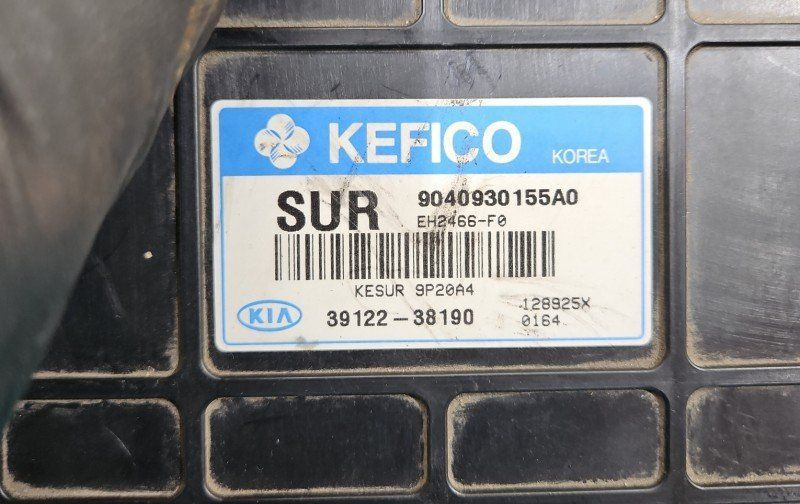 KEFICO KOREA
SUR 9040930155A0
EH2466-F0
KESUR 9P20A4
KIA 39122-38190
128925X
0164